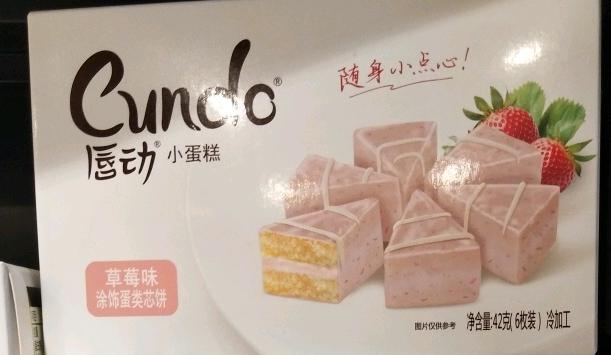 Cundo®
唇动® 小蛋糕
随身小点心!
草莓味
涂饰蛋类芯饼
图片仅供参考
净含量:42克(6枚装) 冷加工